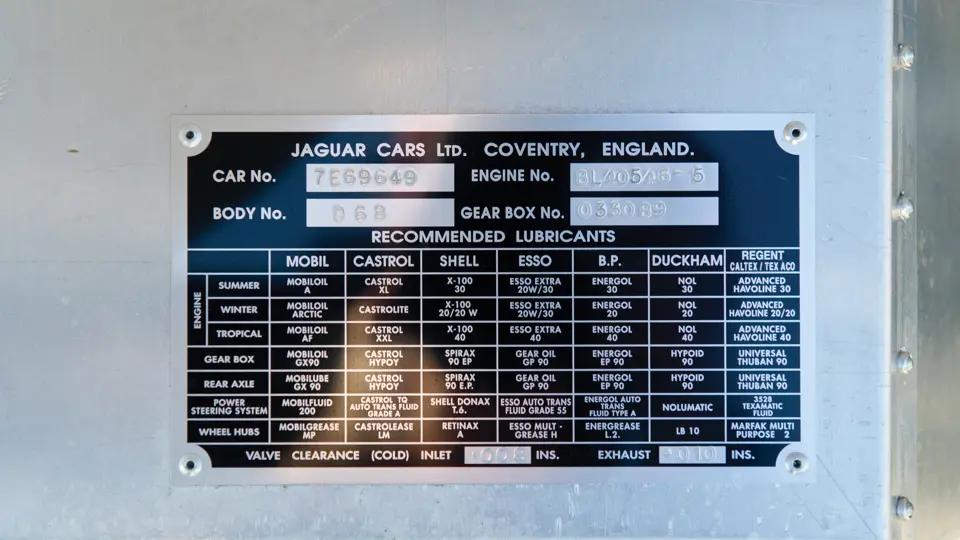 JAGUAR CARS LTD. COVENTRY, ENGLAND.
CAR No. 7E69649 ENGINE No.
BODY No. D68 GEAR BOX No. 033089
RECOMMENDED LUBRICANTS
MOBIL CASTROL SHELL ESSO B.P. DUCKHAM REGENT CALTEX / TEXACO
ENGINE
SUMMER MOBILOIL A CASTROL XL X-100 30 ESSO EXTRA 20W/30 ENERGOL 30 NOL 30 ADVANCED HAVOLINE 30
WINTER MOBILOIL ARCTIC CASTROLITE X-100 20/20 W ESSO EXTRA 20W/30 ENERGOL 20 NOL 20 ADVANCED HAVOLINE 20/20
TROPICAL MOBILOIL AF CASTROL XXL X-100 40 ESSO EXTRA 40 ENERGOL 40 NOL 40 ADVANCED HAVOLINE 40
GEAR BOX MOBILOIL GX90 CASTROL HYPOY SPIRAX 90 EP GEAR OIL GP 90 ENERGOL EP 90 HYPOID 90 UNIVERSAL THUBAN 90
REAR AXLE MOBILUBE GX 90 CASTROL HYPOY SPIRAX 90 E.P. GEAR OIL GP 90 ENERGOL EP 90 HYPOID 90 UNIVERSAL THUBAN 90
POWER STEERING SYSTEM MOBILFLUID 200 CASTROL TQ AUTO TRANS FLUID GRADE A SHELL DONAX T.6. ESSO AUTO TRANS FLUID GRADE 55 ENERGOL AUTO TRANS FLUID TYPE A NOLUMATIC 3528 TEXAMATIC FLUID
WHEEL HUBS MOBILGREASE MP CASTROLEASE LM RETINAX A ESSO MULT - GREASE H ENERGREASE L.2. LB 10 MARFAK MULTI PURPOSE 2
VALVE CLEARANCE (COLD) INLET .008 INS. EXHAUST .010 INS.